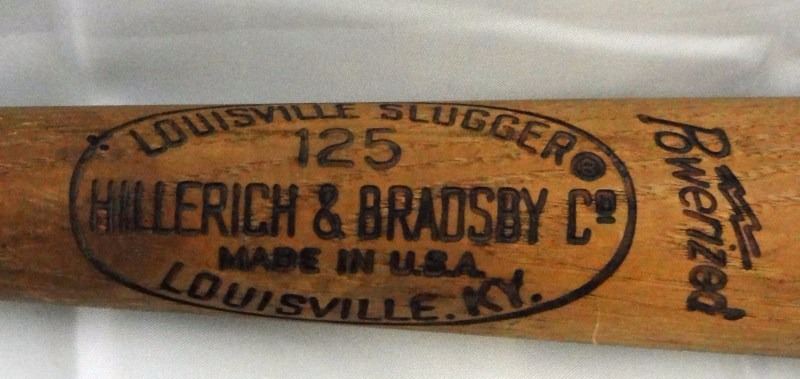 LOUISVILLE SLUGGER®
125
HILLERICH & BRADSBY Cº
MADE IN U.S.A.
LOUISVILLE. KY.
Powerized